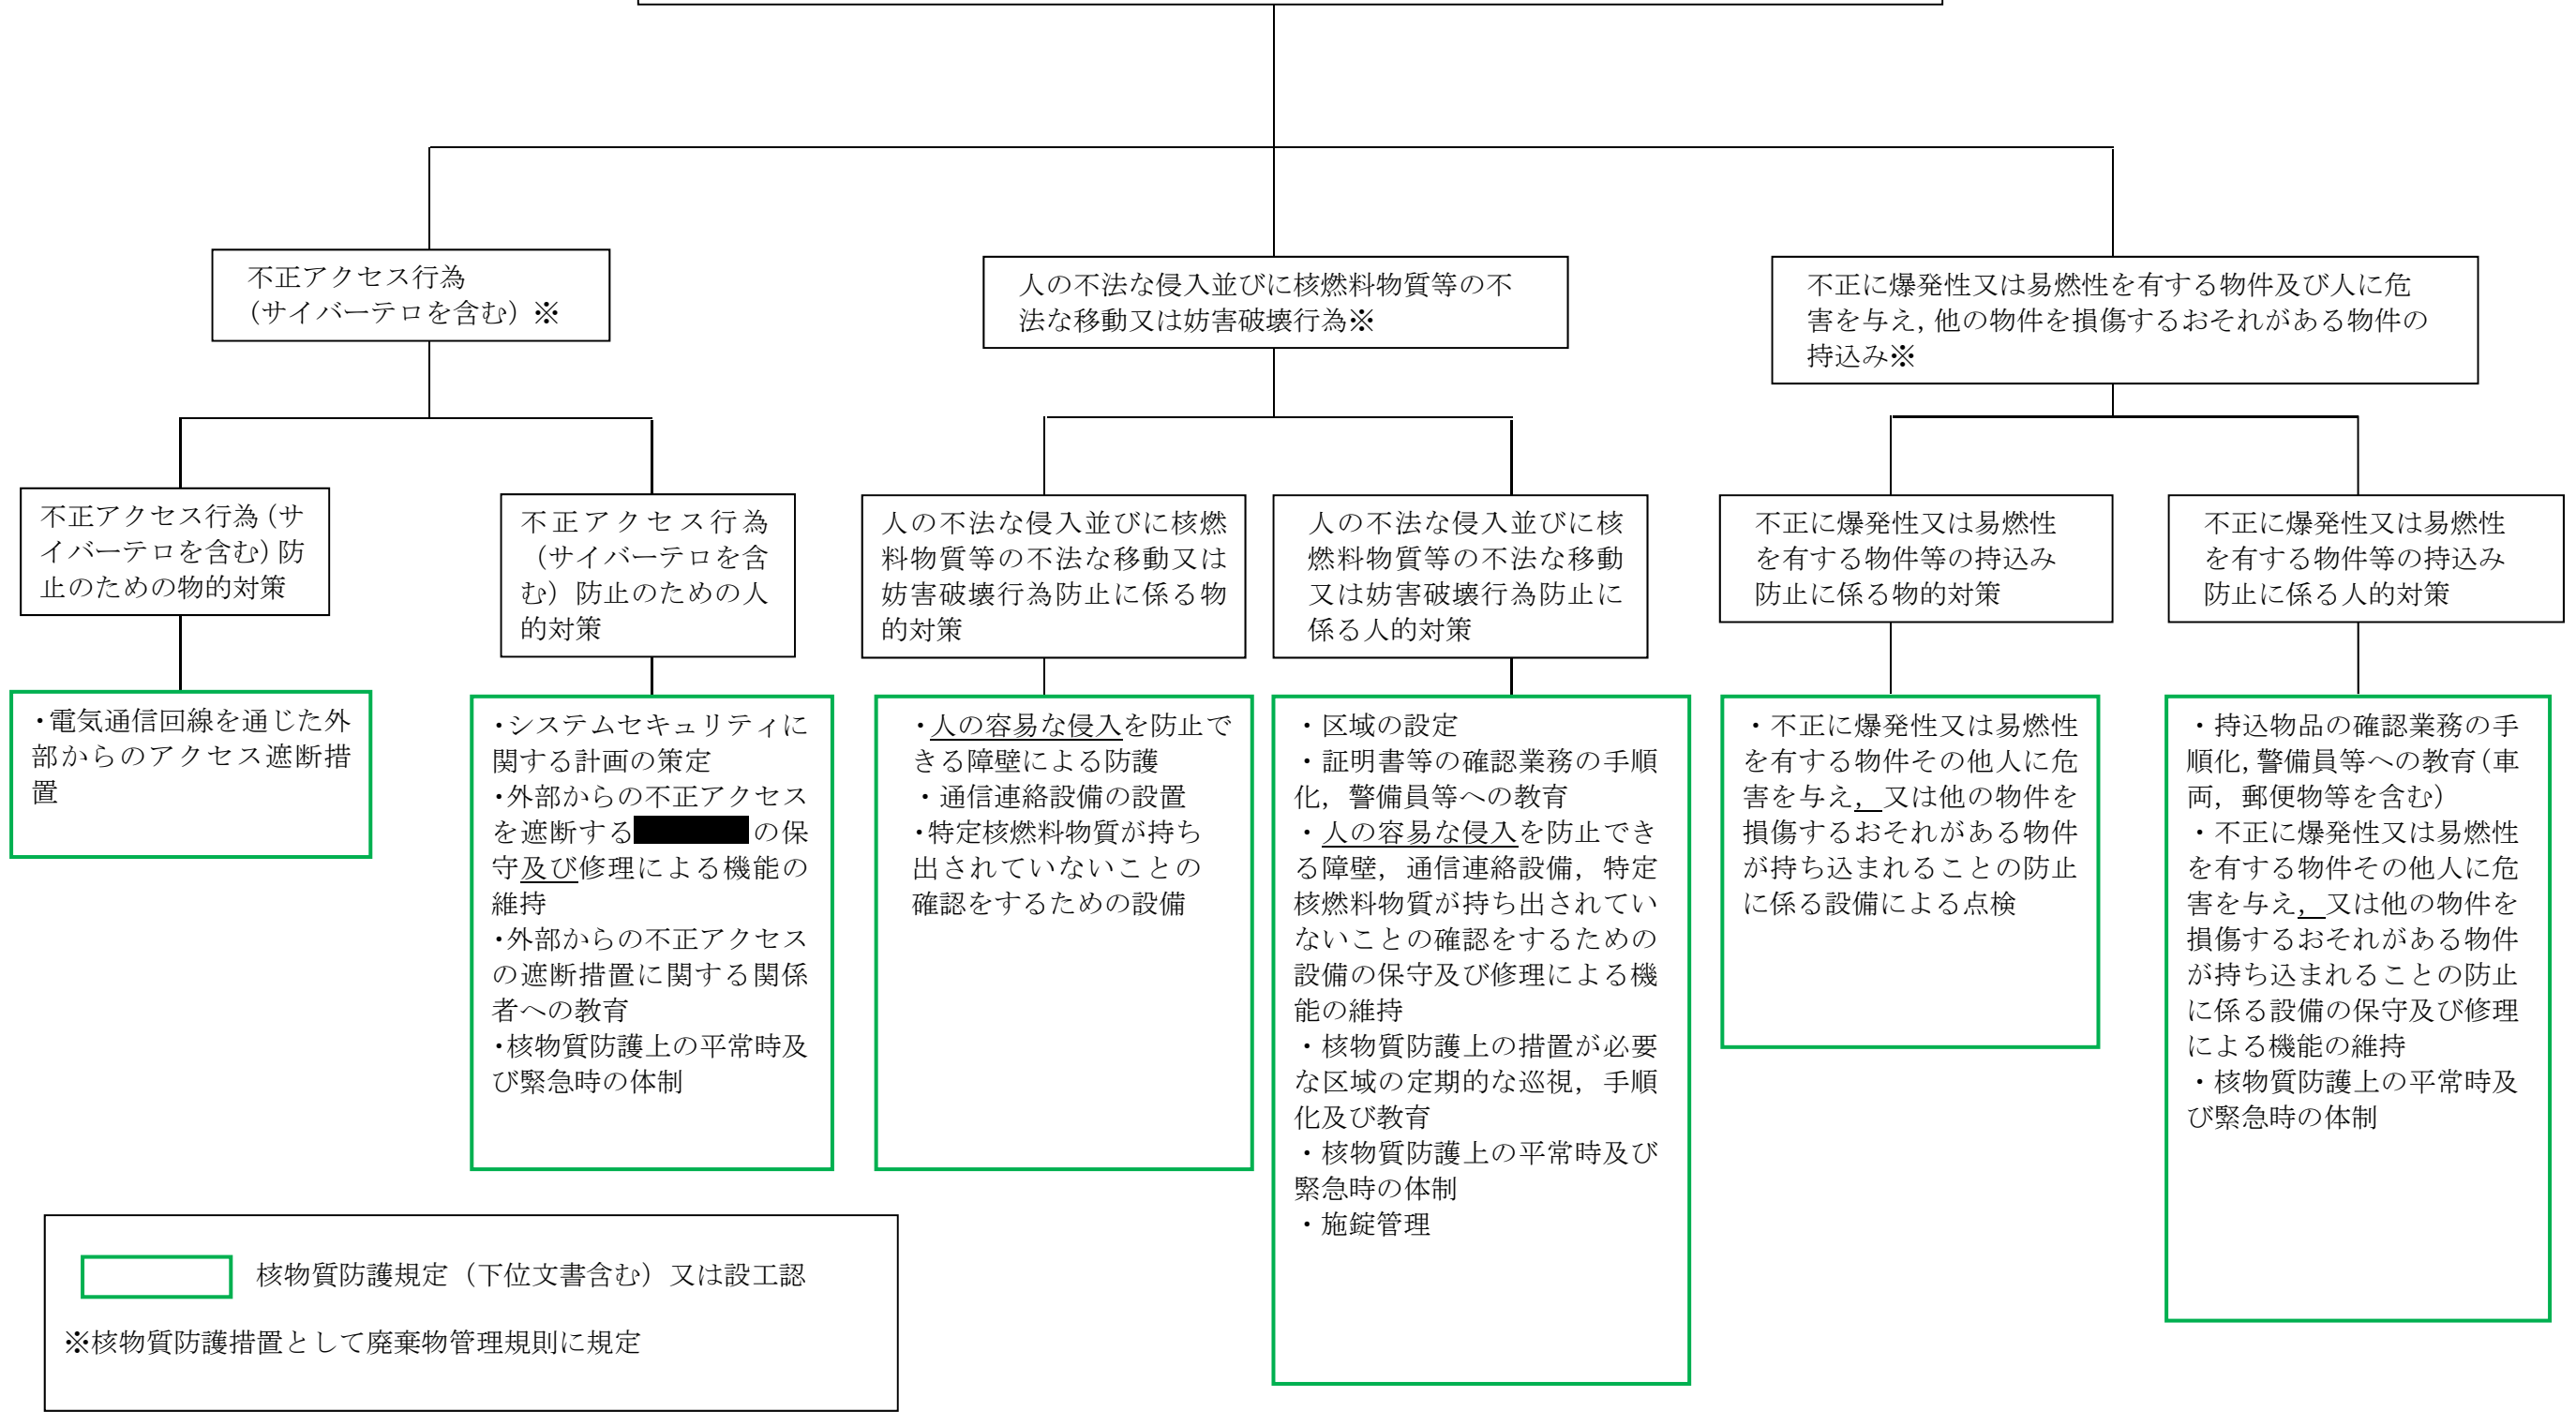 不正アクセス行為
（サイバーテロを含む）※
人の不法な侵入並びに核燃料物質等の不
法な移動又は妨害破壊行為※
不正に爆発性又は易燃性を有する物件及び人に危
害を与え，他の物件を損傷するおそれがある物件の
持込み※
不正アクセス行為（サ
イバーテロを含む）防
止のための物的対策
不正アクセス行為
（サイバーテロを含
む）防止のための人
的対策
人の不法な侵入並びに核燃
料物質等の不法な移動又は
妨害破壊行為防止に係る物
的対策
人の不法な侵入並びに核
燃料物質等の不法な移動
又は妨害破壊行為防止に
係る人的対策
不正に爆発性又は易燃性
を有する物件等の持込み
防止に係る物的対策
不正に爆発性又は易燃性
を有する物件等の持込み
防止に係る人的対策
・電気通信回線を通じた外
部からのアクセス遮断措
置
・システムセキュリティに
関する計画の策定
・外部からの不正アクセス
を遮断する の保
守及び修理による機能の
維持
・外部からの不正アクセス
の遮断措置に関する関係
者への教育
・核物質防護上の平常時及
び緊急時の体制
・人の容易な侵入を防止で
きる障壁による防護
・通信連絡設備の設置
・特定核燃料物質が持ち
出されていないことの
確認をするための設備
・区域の設定
・証明書等の確認業務の手順
化，警備員等への教育
・人の容易な侵入を防止でき
る障壁，通信連絡設備，特定
核燃料物質が持ち出されてい
ないことの確認をするための
設備の保守及び修理による機
能の維持
・核物質防護上の措置が必要
な区域の定期的な巡視，手順
化及び教育
・核物質防護上の平常時及び
緊急時の体制
・施錠管理
・不正に爆発性又は易燃性
を有する物件その他人に危
害を与え，又は他の物件を
損傷するおそれがある物件
が持ち込まれることの防止
に係る設備による点検
・持込物品の確認業務の手
順化，警備員等への教育（車
両，郵便物等を含む）
・不正に爆発性又は易燃性
を有する物件その他人に危
害を与え，又は他の物件を
損傷するおそれがある物件
が持ち込まれることの防止
に係る設備の保守及び修理
による機能の維持
・核物質防護上の平常時及
び緊急時の体制
核物質防護規定（下位文書含む）又は設工認
※核物質防護措置として廃棄物管理規則に規定